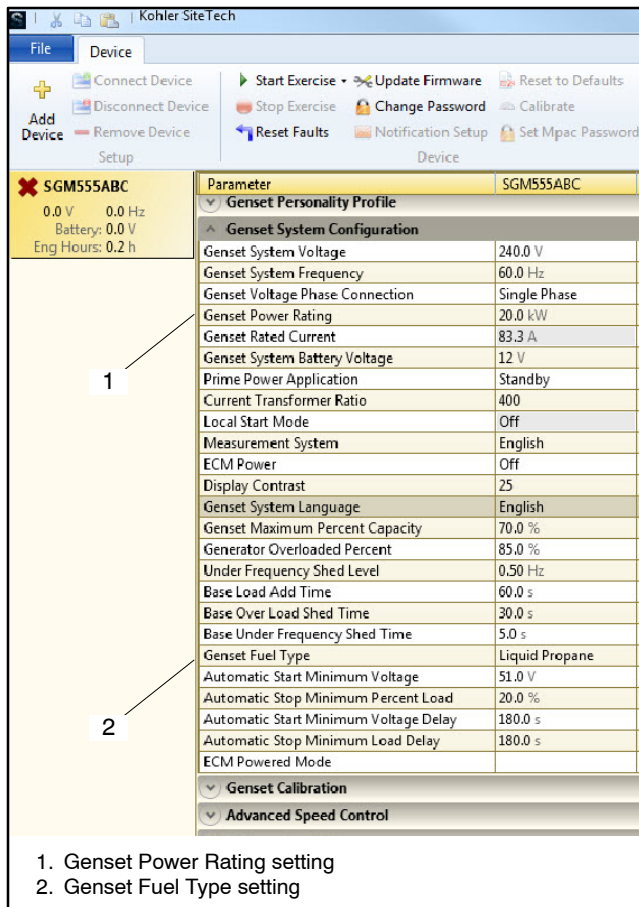 Kohler SiteTech
File Device
Add Device
Connect Device
Disconnect Device
Remove Device
Setup
Start Exercise
Stop Exercise
Reset Faults
Update Firmware
Change Password
Notification Setup
Reset to Defaults
Calibrate
Set Mpac Password
Device
SGM555ABC
0.0 V 0.0 Hz
Battery: 0.0 V
Eng Hours: 0.2 h
Parameter SGM555ABC
Genset Personality Profile
Genset System Configuration
Genset System Voltage 240.0 V
Genset System Frequency 60.0 Hz
Genset Voltage Phase Connection Single Phase
Genset Power Rating 20.0 kW
Genset Rated Current 83.3 A
Genset System Battery Voltage 12 V
Prime Power Application Standby
Current Transformer Ratio 400
Local Start Mode Off
Measurement System English
ECM Power Off
Display Contrast 25
Genset System Language English
Genset Maximum Percent Capacity 70.0 %
Generator Overloaded Percent 85.0 %
Under Frequency Shed Level 0.50 Hz
Base Load Add Time 60.0 s
Base Over Load Shed Time 30.0 s
Base Under Frequency Shed Time 5.0 s
Genset Fuel Type Liquid Propane
Automatic Start Minimum Voltage 51.0 V
Automatic Stop Minimum Percent Load 20.0 %
Automatic Start Minimum Voltage Delay 180.0 s
Automatic Stop Minimum Load Delay 180.0 s
ECM Powered Mode
Genset Calibration
Advanced Speed Control
1
2
1. Genset Power Rating setting
2. Genset Fuel Type setting